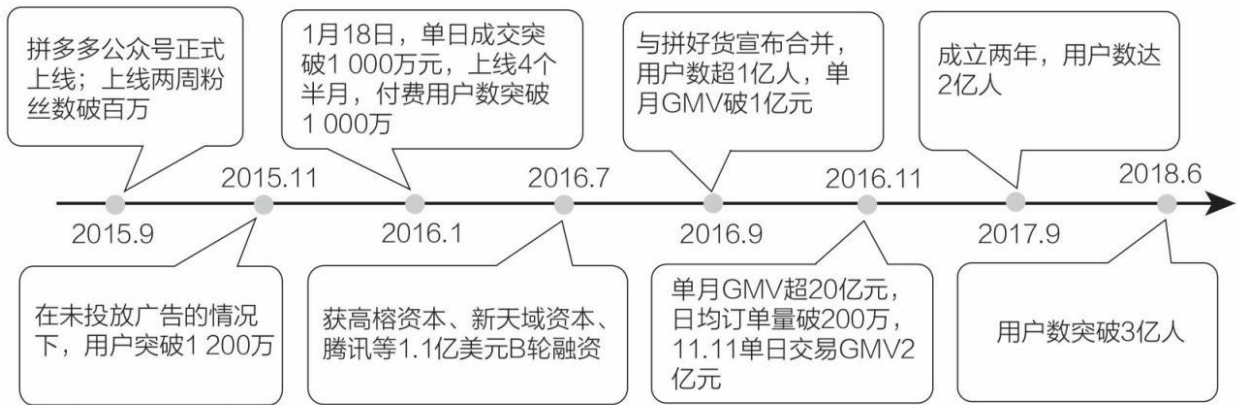 拼多多公众号正式
上线；上线两周粉
丝数破百万
1月18日，单日成交突
破1 000万元，上线4个
半月，付费用户数突破
1 000万
与拼好货宣布合并，
用户数超1亿人，单
月GMV破1亿元
成立两年，用户数达
2亿人
2015.11
2016.7
2016.11
2018.6
2015.9
2016.1
2016.9
2017.9
在未投放广告的情况
下，用户突破1 200万
获高榕资本、新天域资本、
腾讯等1.1亿美元B轮融资
单月GMV超20亿元，
日均订单量破200万，
11.11单日交易GMV2
亿元
用户数突破3亿人